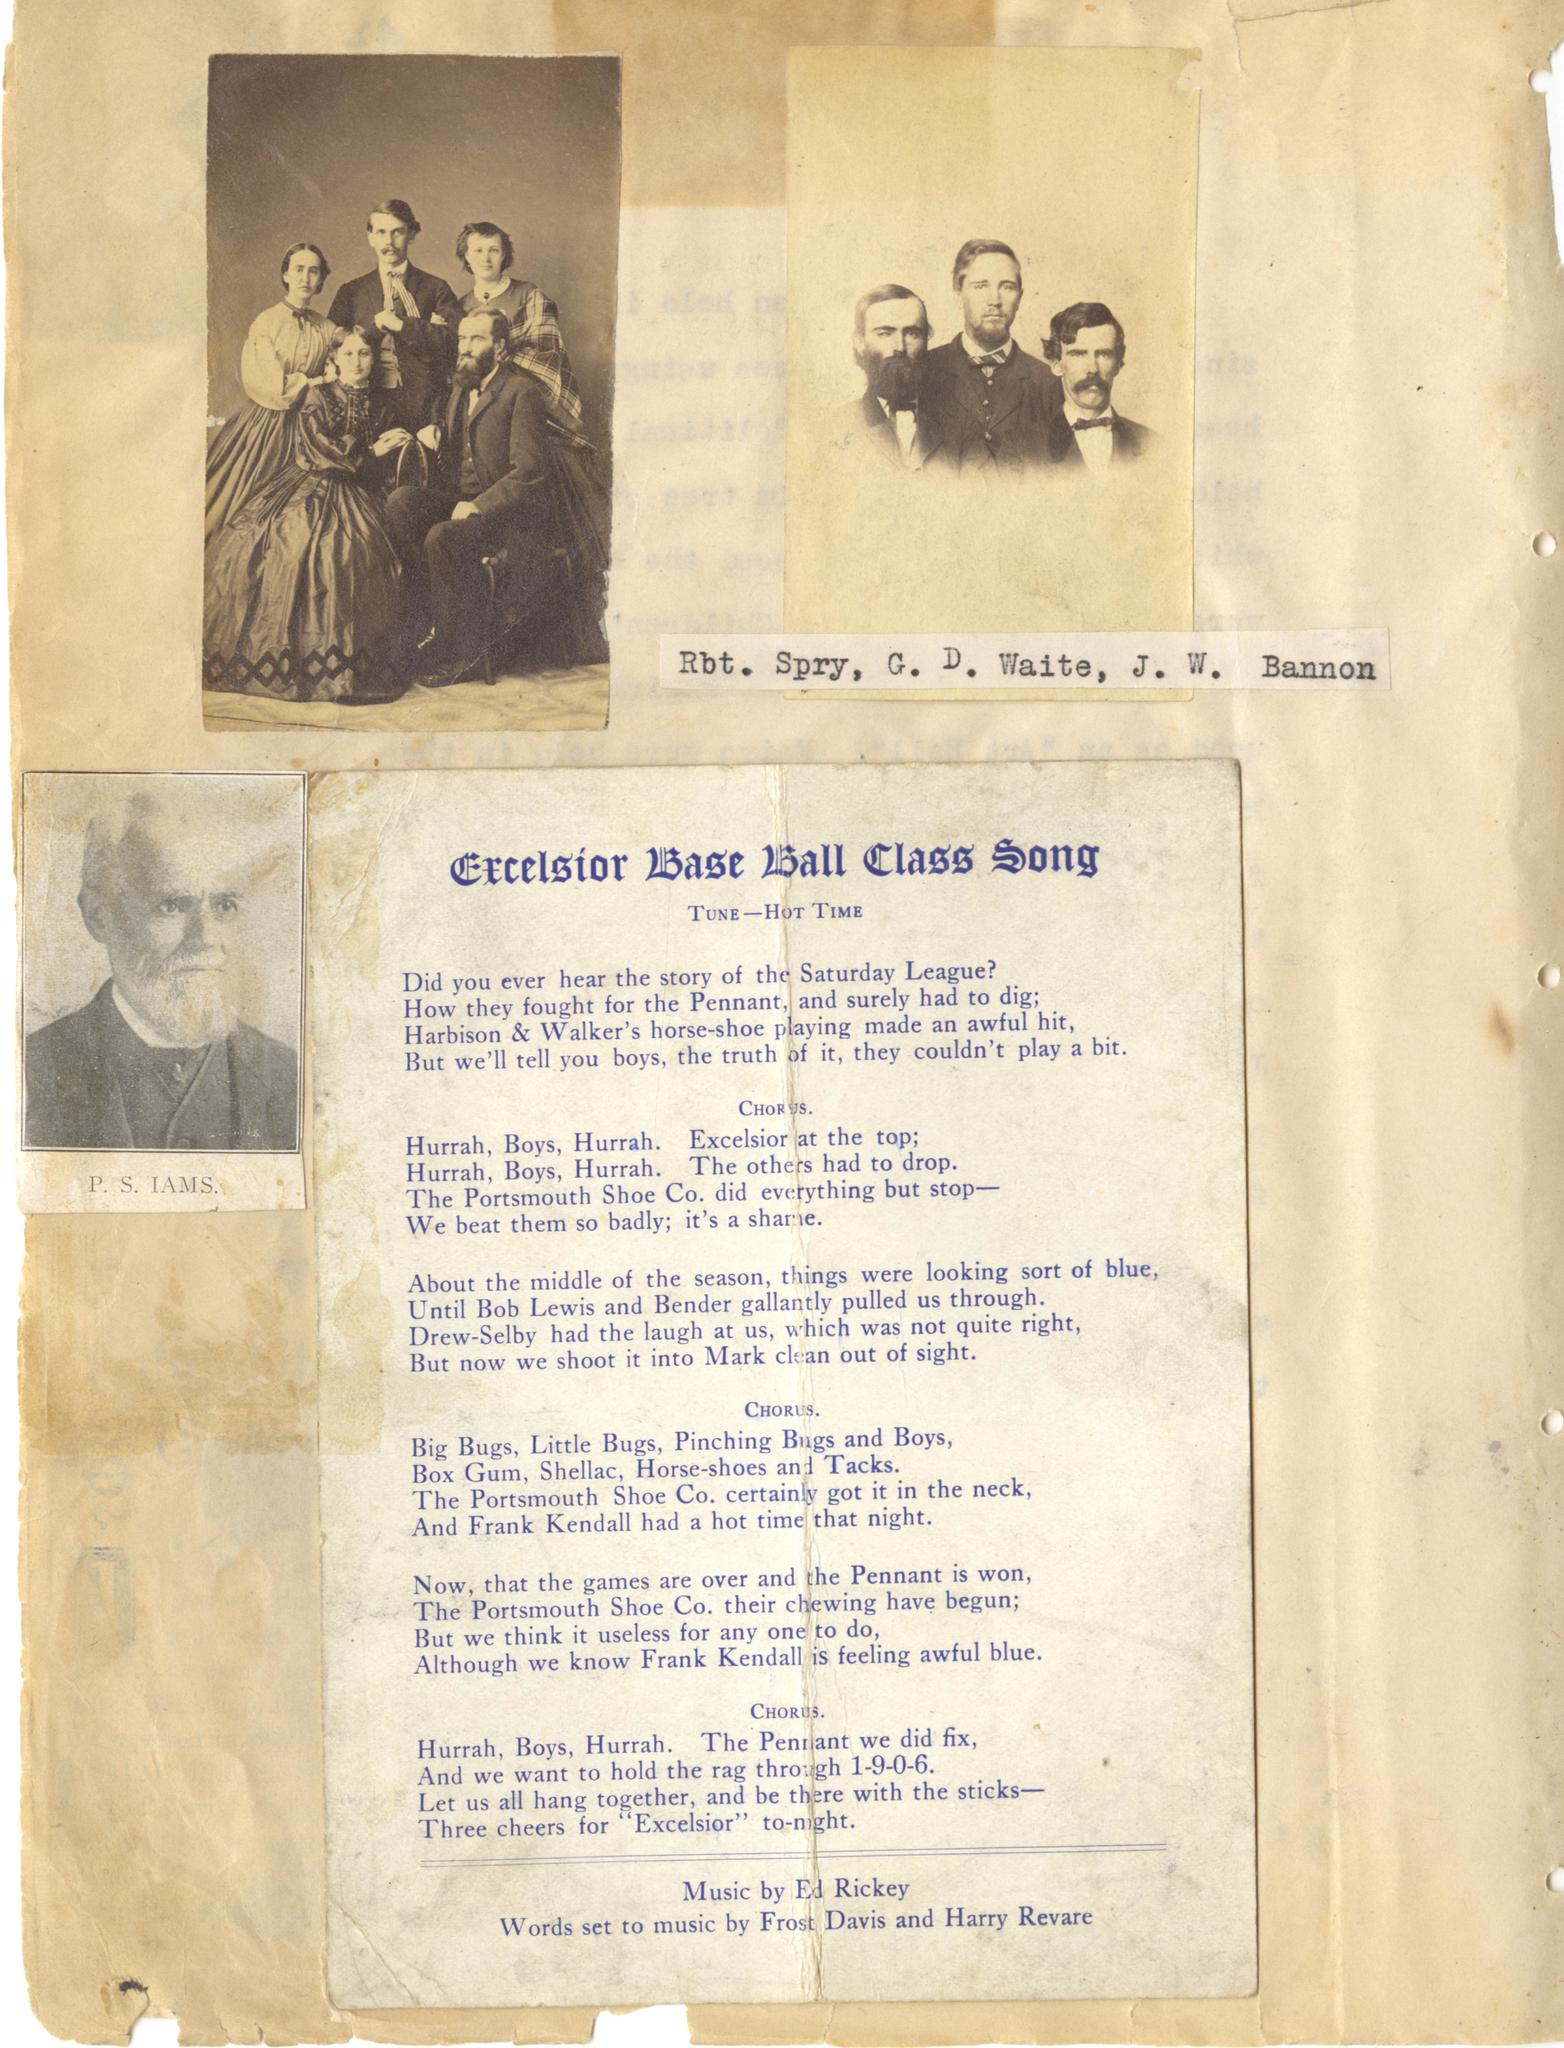 Rbt. Spry, G. D. Waite, J. W. Bannon
P. S. IAMS.
Excelsior Base Ball Class Song
TUNE—HOT TIME
Did you ever hear the story of the Saturday League?
How they fought for the Pennant, and surely had to dig;
Harbison & Walker's horse-shoe playing made an awful hit,
But we'll tell you boys, the truth of it, they couldn't play a bit.
CHORUS.
Hurrah, Boys, Hurrah. Excelsior at the top;
Hurrah, Boys, Hurrah. The others had to drop.
The Portsmouth Shoe Co. did everything but stop—
We beat them so badly; it's a shame.
About the middle of the season, things were looking sort of blue,
Until Bob Lewis and Bender gallantly pulled us through.
Drew-Selby had the laugh at us, which was not quite right,
But now we shoot it into Mark clean out of sight.
CHORUS.
Big Bugs, Little Bugs, Pinching Bugs and Boys,
Box Gum, Shellac, Horse-shoes and Tacks.
The Portsmouth Shoe Co. certainly got it in the neck,
And Frank Kendall had a hot time that night.
Now, that the games are over and the Pennant is won,
The Portsmouth Shoe Co. their chewing have begun;
But we think it useless for any one to do,
Although we know Frank Kendall is feeling awful blue.
CHORUS.
Hurrah, Boys, Hurrah. The Pennant we did fix,
And we want to hold the rag through 1-9-0-6.
Let us all hang together, and be there with the sticks—
Three cheers for "Excelsior" to-night.
Music by Ed Rickey
Words set to music by Frost Davis and Harry Revare